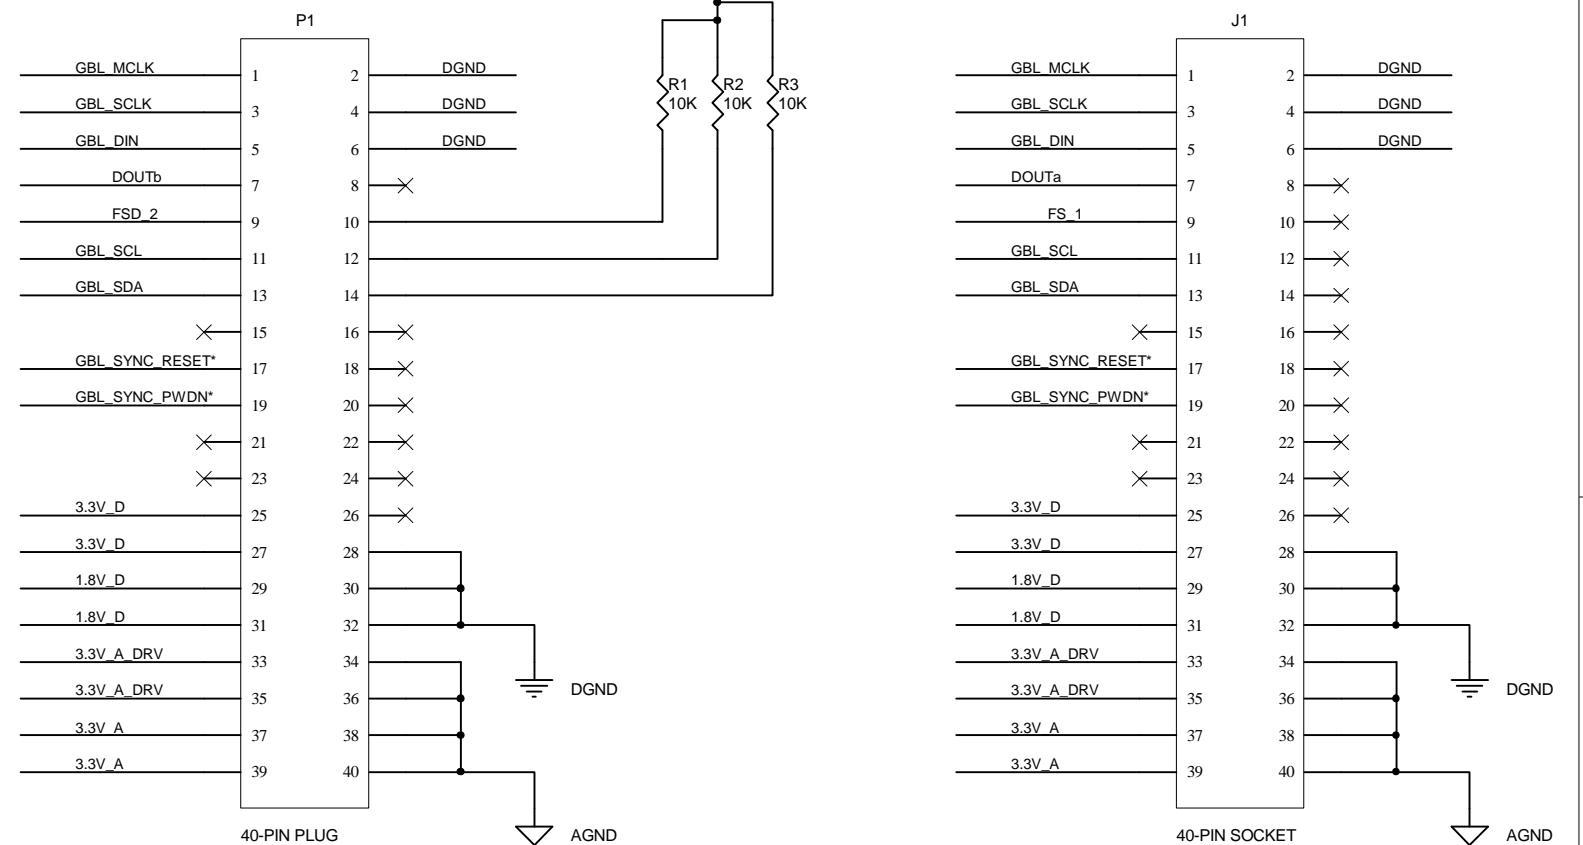 P1
GBL_MCLK 1 2 DGND
GBL_SCLK 3 4 DGND
GBL_DIN 5 6 DGND
DOUTb 7 8
FSD_2 9 10
GBL_SCL 11 12
GBL_SDA 13 14
15 16
GBL_SYNC_RESET* 17 18
GBL_SYNC_PWDN* 19 20
21 22
23 24
3.3V_D 25 26
3.3V_D 27 28
1.8V_D 29 30
1.8V_D 31 32
3.3V_A_DRV 33 34
3.3V_A_DRV 35 36
3.3V_A 37 38
3.3V_A 39 40
DGND
AGND
40-PIN PLUG
R1 R2 R3
10K 10K 10K
J1
GBL_MCLK 1 2 DGND
GBL_SCLK 3 4 DGND
GBL_DIN 5 6 DGND
DOUTa 7 8
FS_1 9 10
GBL_SCL 11 12
GBL_SDA 13 14
15 16
GBL_SYNC_RESET* 17 18
GBL_SYNC_PWDN* 19 20
21 22
23 24
3.3V_D 25 26
3.3V_D 27 28
1.8V_D 29 30
1.8V_D 31 32
3.3V_A_DRV 33 34
3.3V_A_DRV 35 36
3.3V_A 37 38
3.3V_A 39 40
DGND
AGND
40-PIN SOCKET